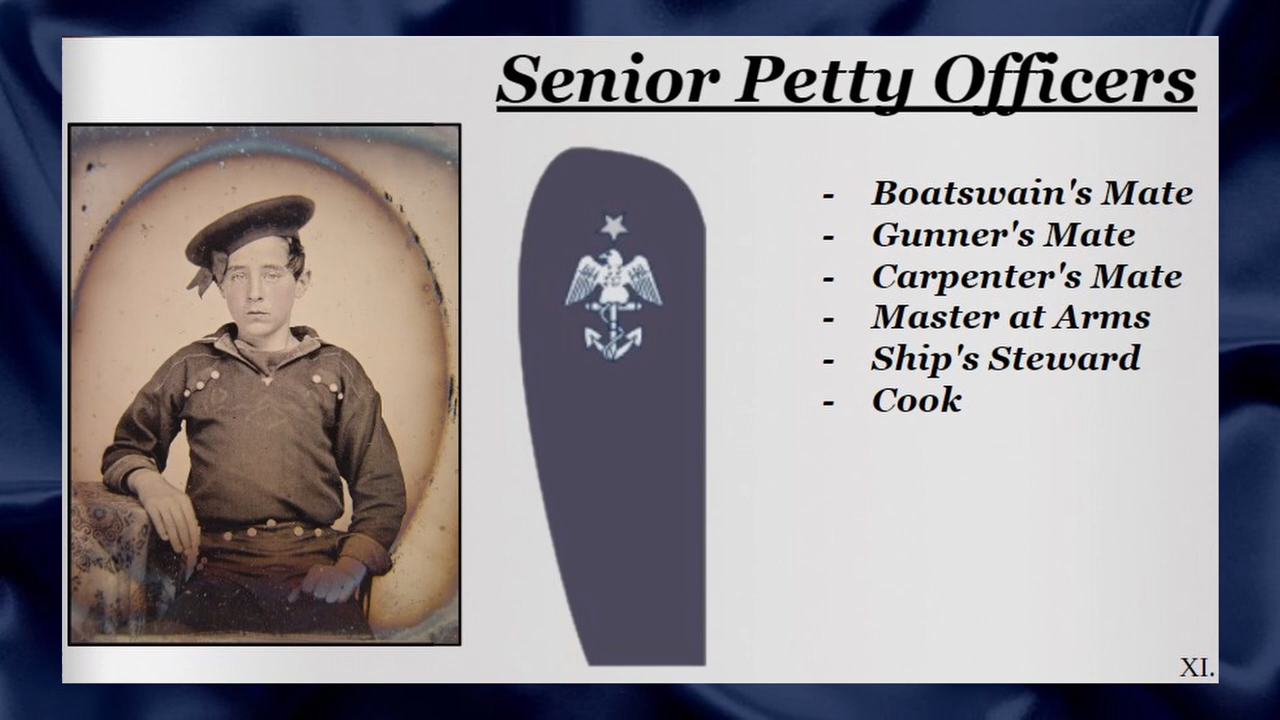 Senior Petty Officers
- Boatswain's Mate
- Gunner's Mate
- Carpenter's Mate
- Master at Arms
- Ship's Steward
- Cook
XI.